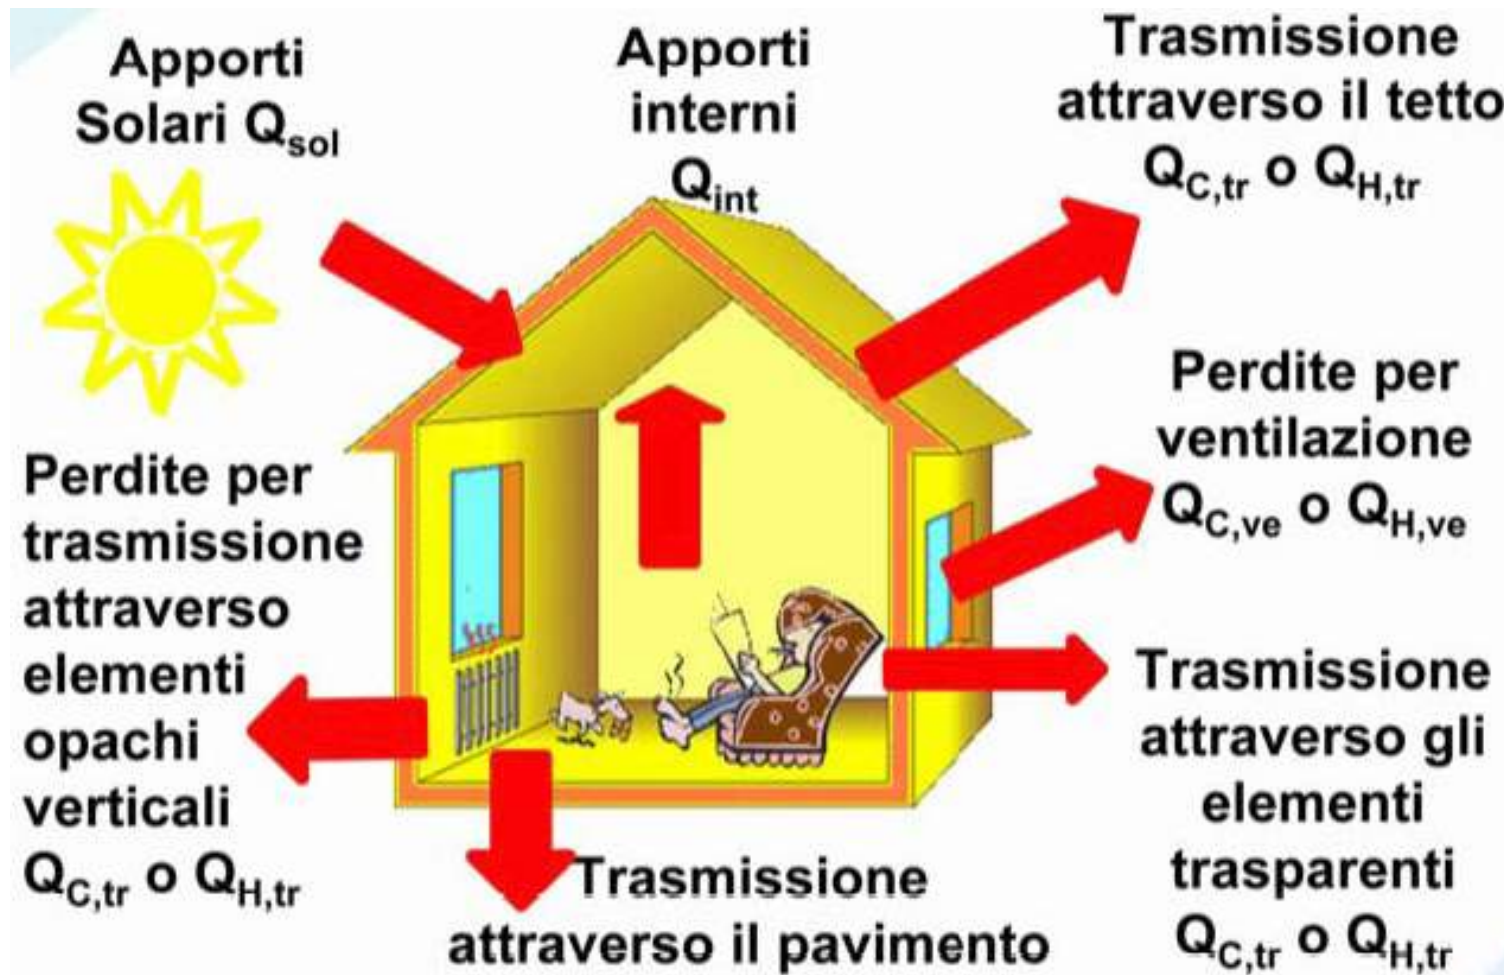 Apporti
Solari Qsol
Apporti
interni
Qint
Trasmissione
attraverso il tetto
QC,tr o QH,tr
Perdite per
ventilazione
QC,ve o QH,ve
Perdite per
trasmissione
attraverso
elementi
opachi
verticali
QC,tr o QH,tr
Trasmissione
attraverso gli
elementi
trasparenti
QC,tr o QH,tr
Trasmissione
attraverso il pavimento